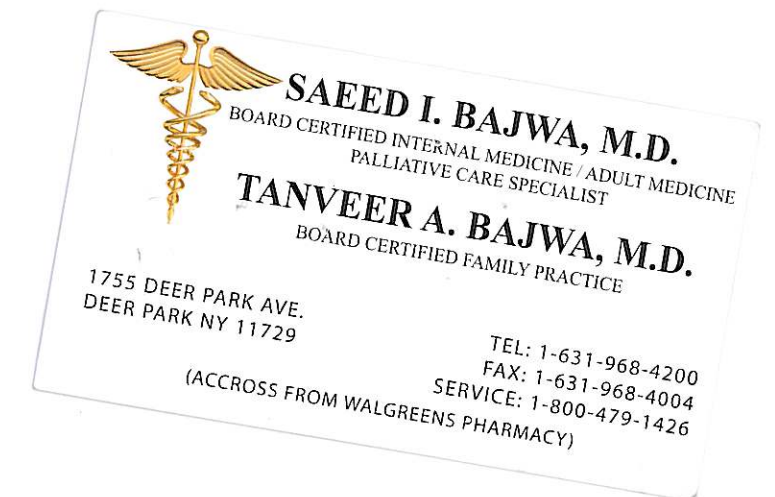 SAEED I. BAJWA, M.D.
BOARD CERTIFIED INTERNAL MEDICINE / ADULT MEDICINE
PALLIATIVE CARE SPECIALIST
TANVEER A. BAJWA, M.D.
BOARD CERTIFIED FAMILY PRACTICE
1755 DEER PARK AVE.
DEER PARK NY 11729
TEL: 1-631-968-4200
FAX: 1-631-968-4004
SERVICE: 1-800-479-1426
(ACCROSS FROM WALGREENS PHARMACY)